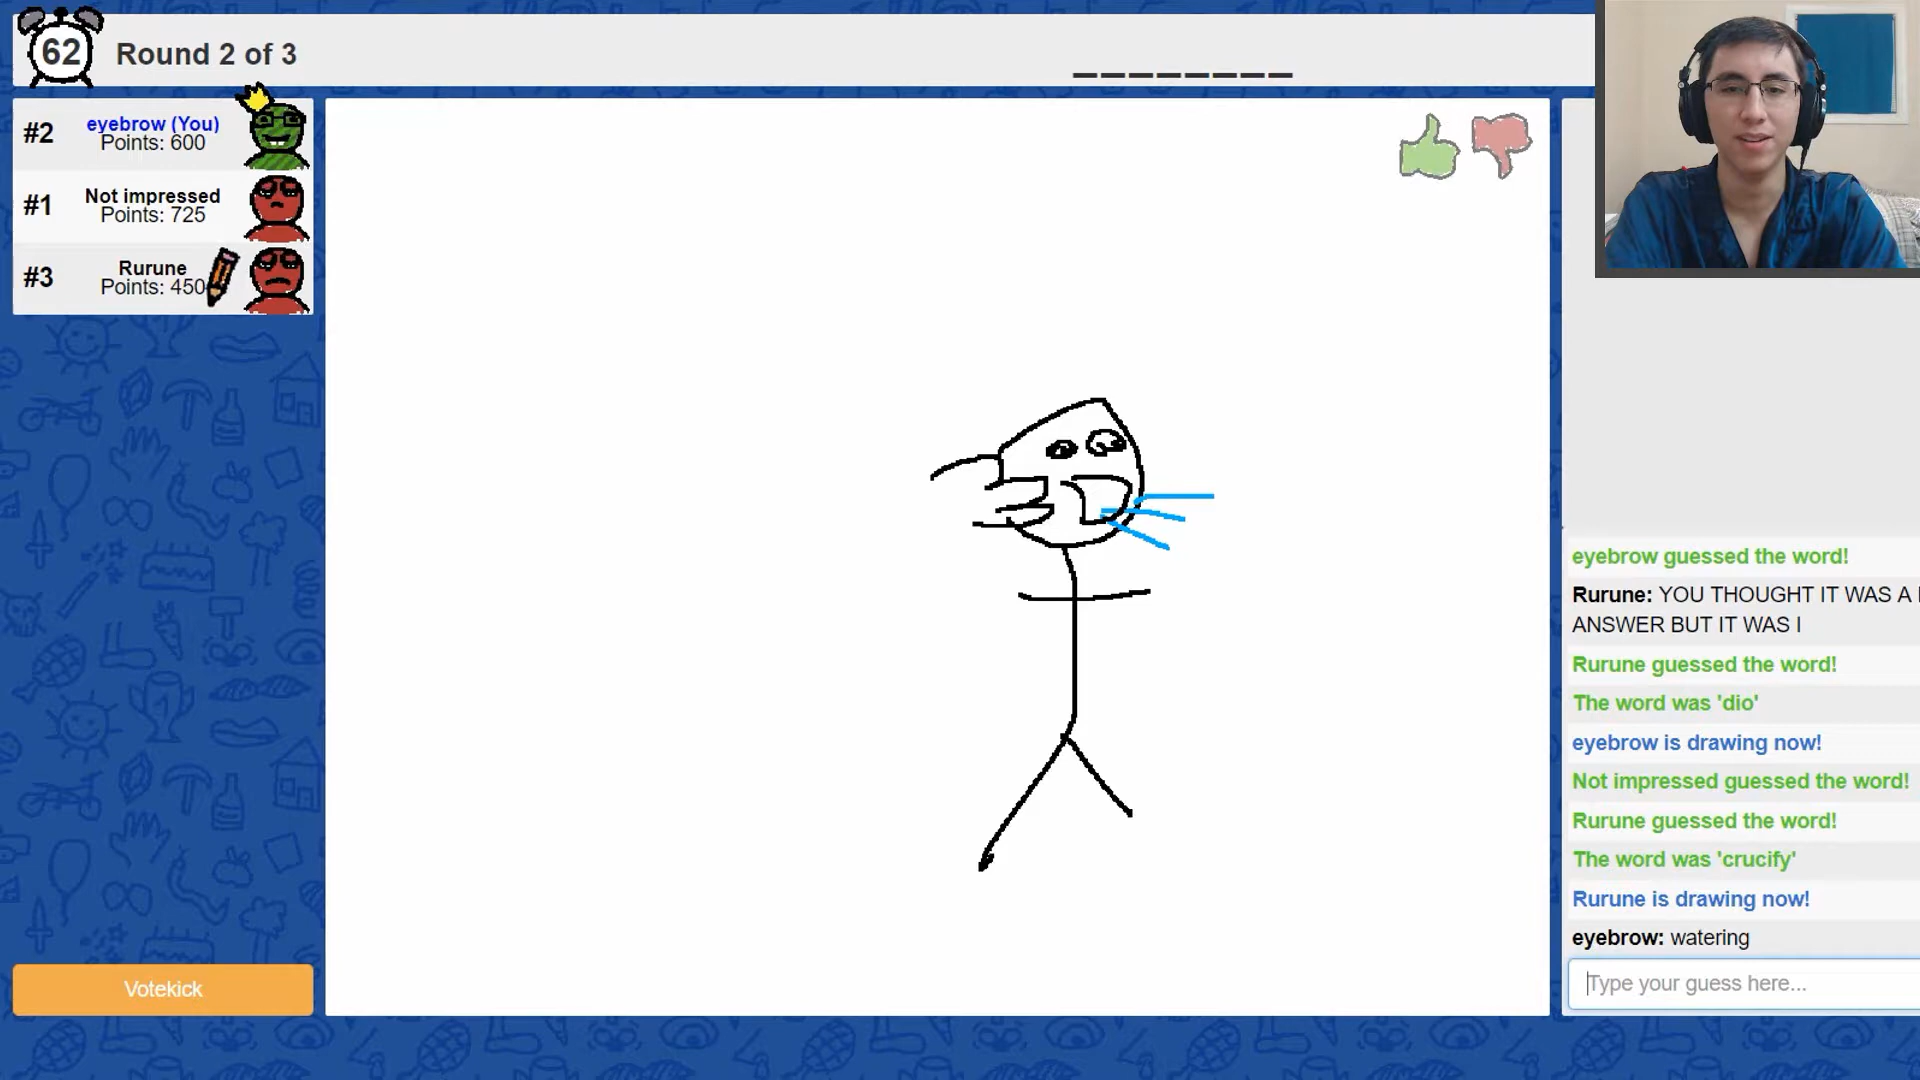 62
Round 2 of 3
________
#2
eyebrow (You)
Points: 600
#1
Not impressed
Points: 725
#3
Rurune
Points: 450
Votekick
eyebrow guessed the word!
Rurune: YOU THOUGHT IT WAS A
ANSWER BUT IT WAS I
Rurune guessed the word!
The word was 'dio'
eyebrow is drawing now!
Not impressed guessed the word!
Rurune guessed the word!
The word was 'crucify'
Rurune is drawing now!
eyebrow: watering
Type your guess here...